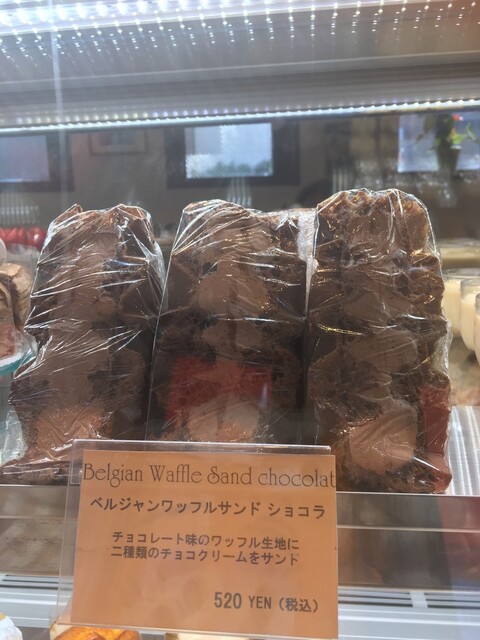 Belgian Waffle Sand chocolat
ベルジャンワッフルサンド ショコラ
チョコレート味のワッフル生地に
二種類のチョコクリームをサンド
520 YEN（税込）